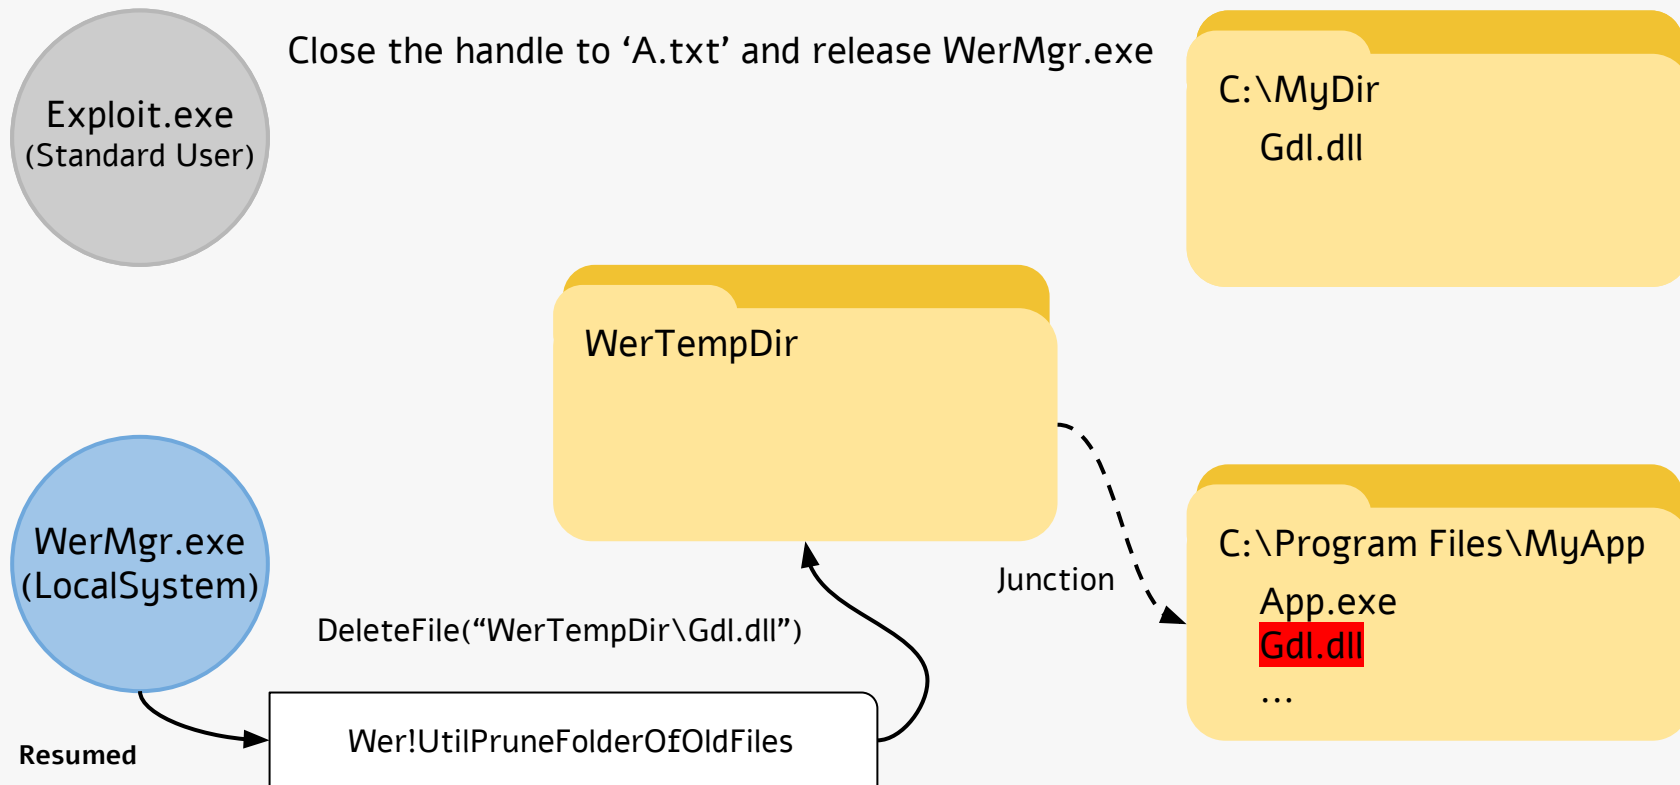 Close the handle to ‘A.txt’ and release WerMgr.exe
Exploit.exe
(Standard User)
C:\MyDir
Gdl.dll
WerTempDir
WerMgr.exe
(LocalSystem)
Junction
C:\Program Files\MyApp
App.exe
Gdl.dll
...
DeleteFile(“WerTempDir\Gdl.dll”)
Resumed
Wer!UtilPruneFolderOfOldFiles